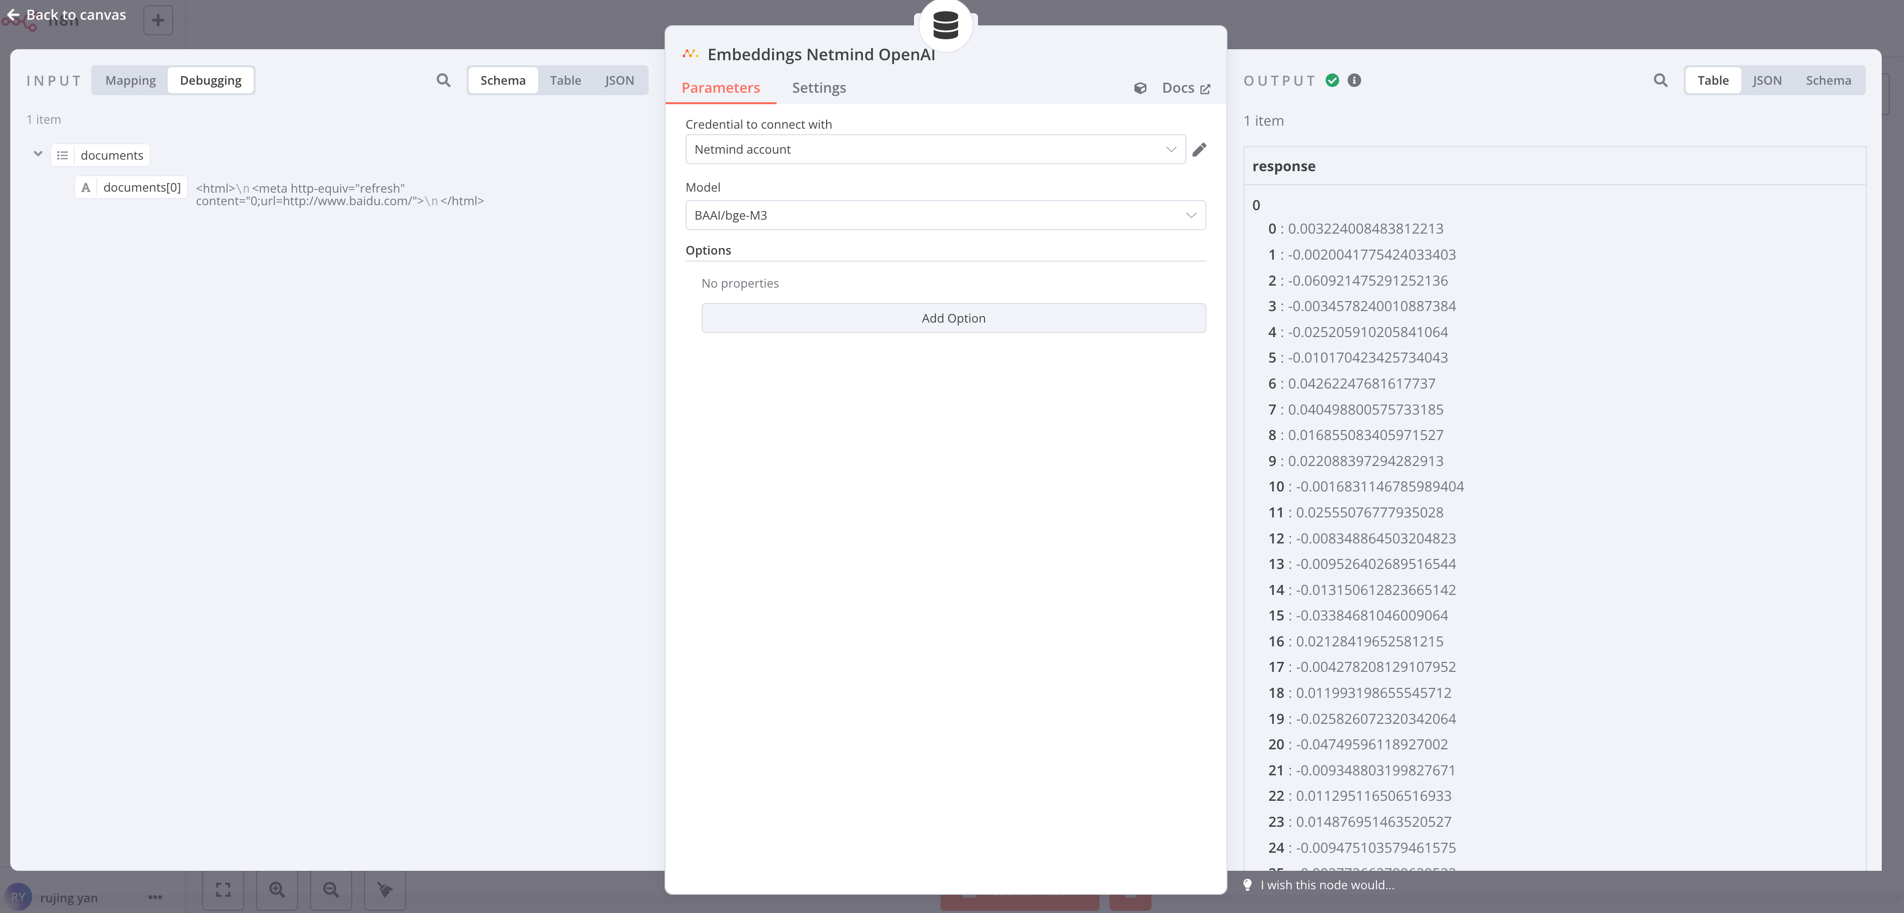 Back to canvas
INPUT
Mapping
Debugging
Schema
Table
JSON
1 item
documents
A documents[0]
<html>\n<meta http-equiv="refresh"
content="0;url=http://www.baidu.com/">\n</html>
Embeddings Netmind OpenAI
Parameters
Settings
Docs
Credential to connect with
Netmind account
Model
BAAI/bge-M3
Options
No properties
Add Option
OUTPUT
Table
JSON
Schema
1 item
response
0
0 : 0.003224008483812213
1 : -0.0020041775424033403
2 : -0.060921475291252136
3 : -0.0034578240010887384
4 : -0.025205910205841064
5 : -0.010170423425734043
6 : 0.04262247681617737
7 : 0.040498800575733185
8 : 0.016855083405971527
9 : 0.022088397294282913
10 : -0.0016831146785989404
11 : 0.02555076777935028
12 : -0.008348864503204823
13 : -0.009526402689516544
14 : -0.013150612823665142
15 : -0.03384681046009064
16 : 0.02128419652581215
17 : -0.004278208129107952
18 : 0.011993198655545712
19 : -0.025826072320342064
20 : -0.04749596118927002
21 : -0.009348803199827671
22 : 0.011295116506516933
23 : 0.014876951463520527
24 : -0.009475103579461575
I wish this node would...
RY
rujing yan